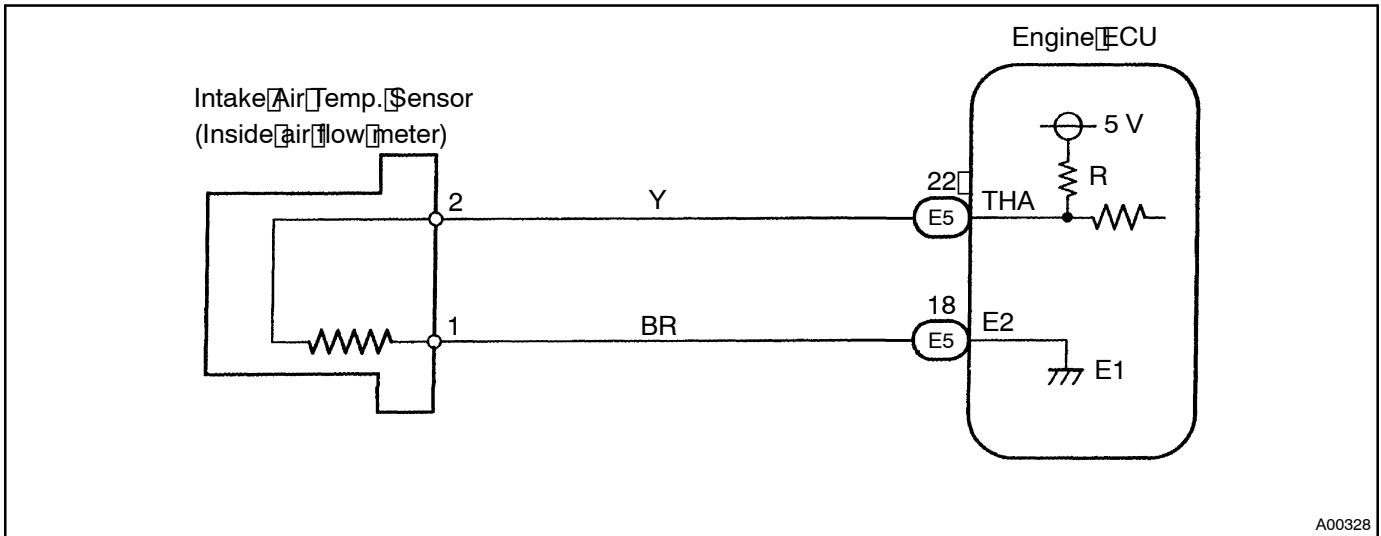 Engine ECU
Intake Air Temp. Sensor
(Inside air flow meter)
5 V
R
2
Y
22
E5
THA
1
BR
18
E5
E2
E1
A00328